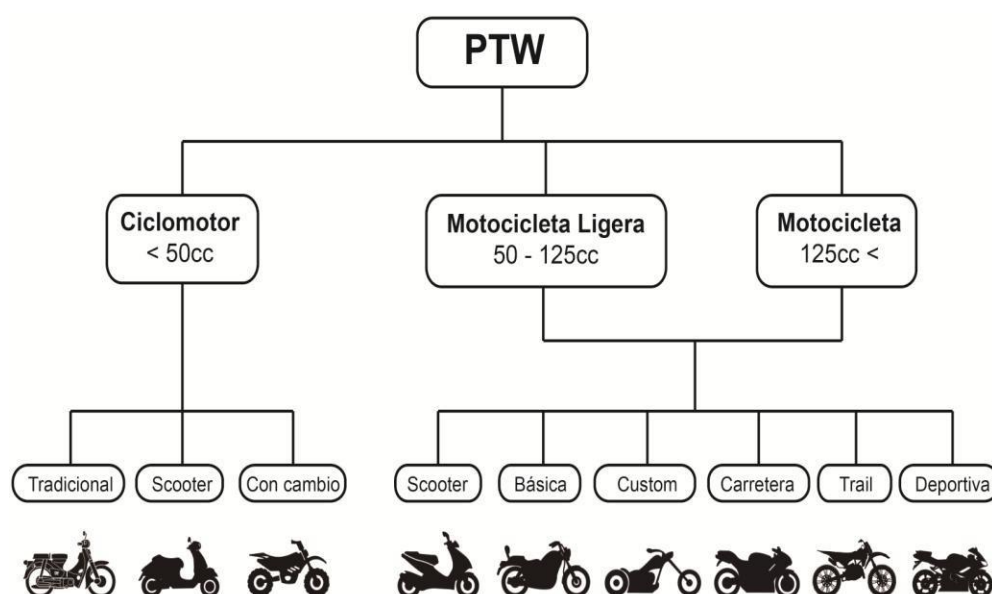 PTW
Ciclomotor
< 50cc
Motocicleta Ligera
50 - 125cc
Motocicleta
125cc <
Tradicional
Scooter
Con cambio
Scooter
Básica
Custom
Carretera
Trail
Deportiva